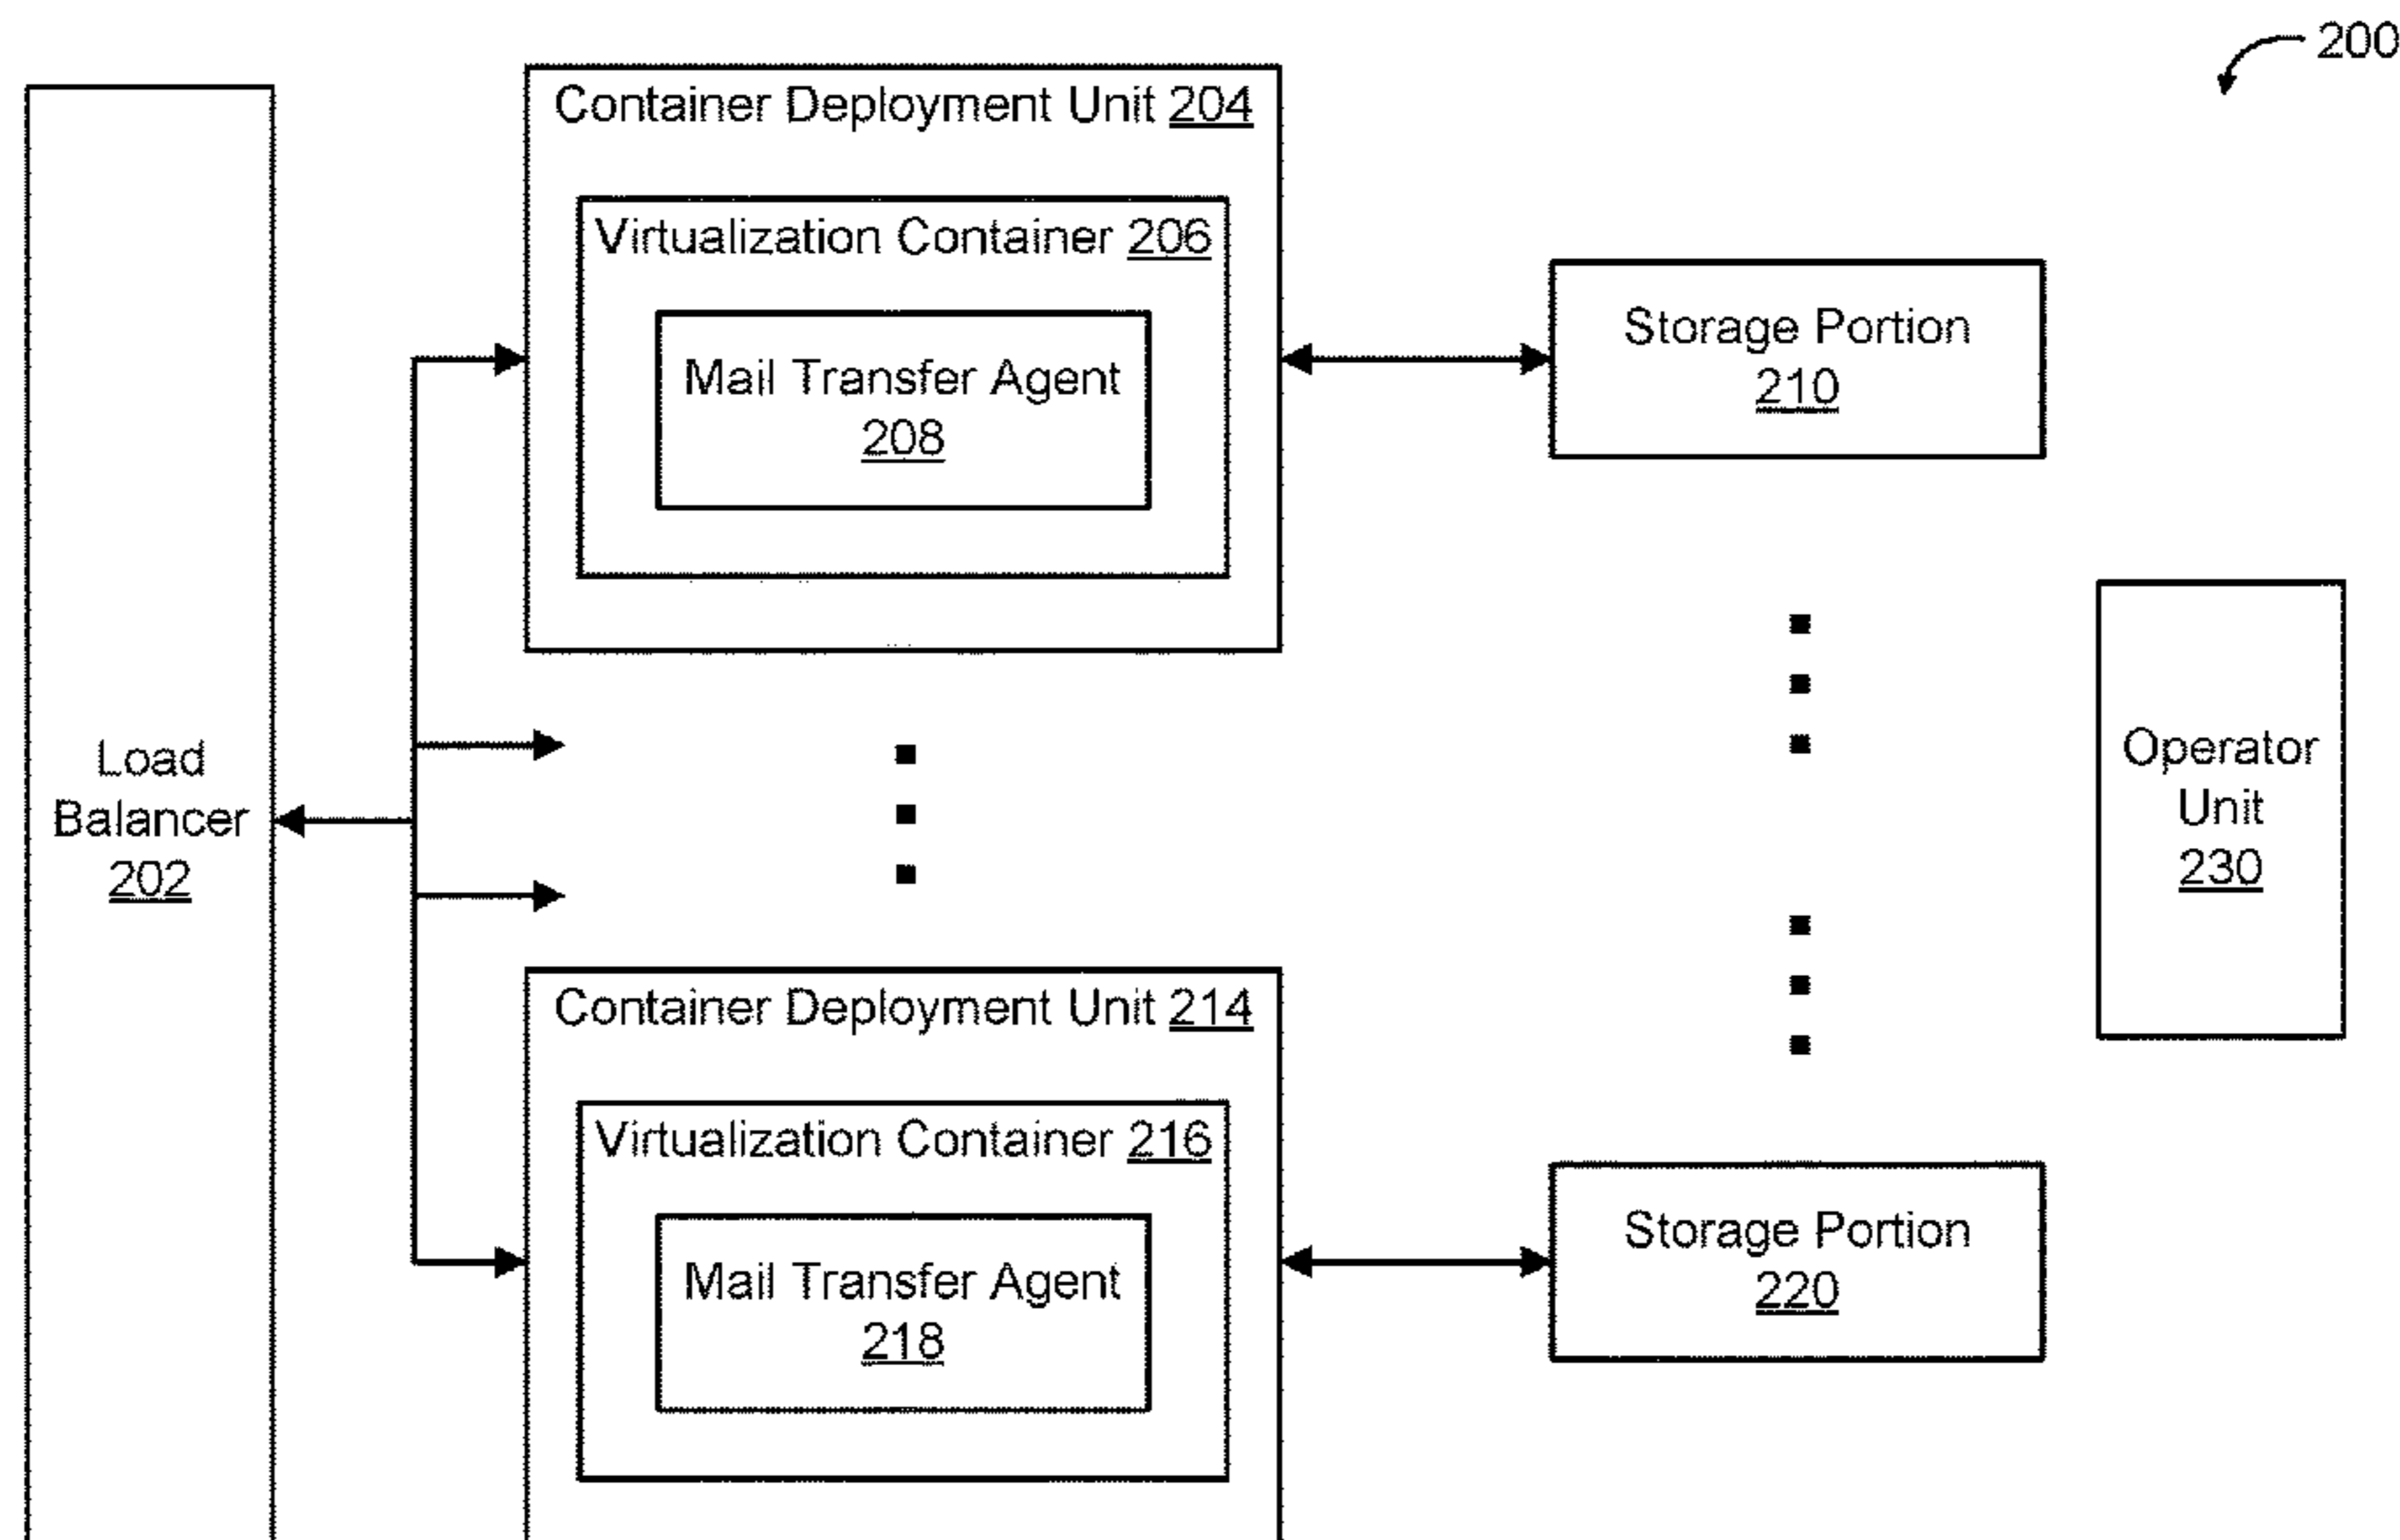 200
Container Deployment Unit 204
Virtualization Container 206
Mail Transfer Agent
208
Storage Portion
210
Load
Balancer
202
Operator
Unit
230
Container Deployment Unit 214
Virtualization Container 216
Mail Transfer Agent
218
Storage Portion
220